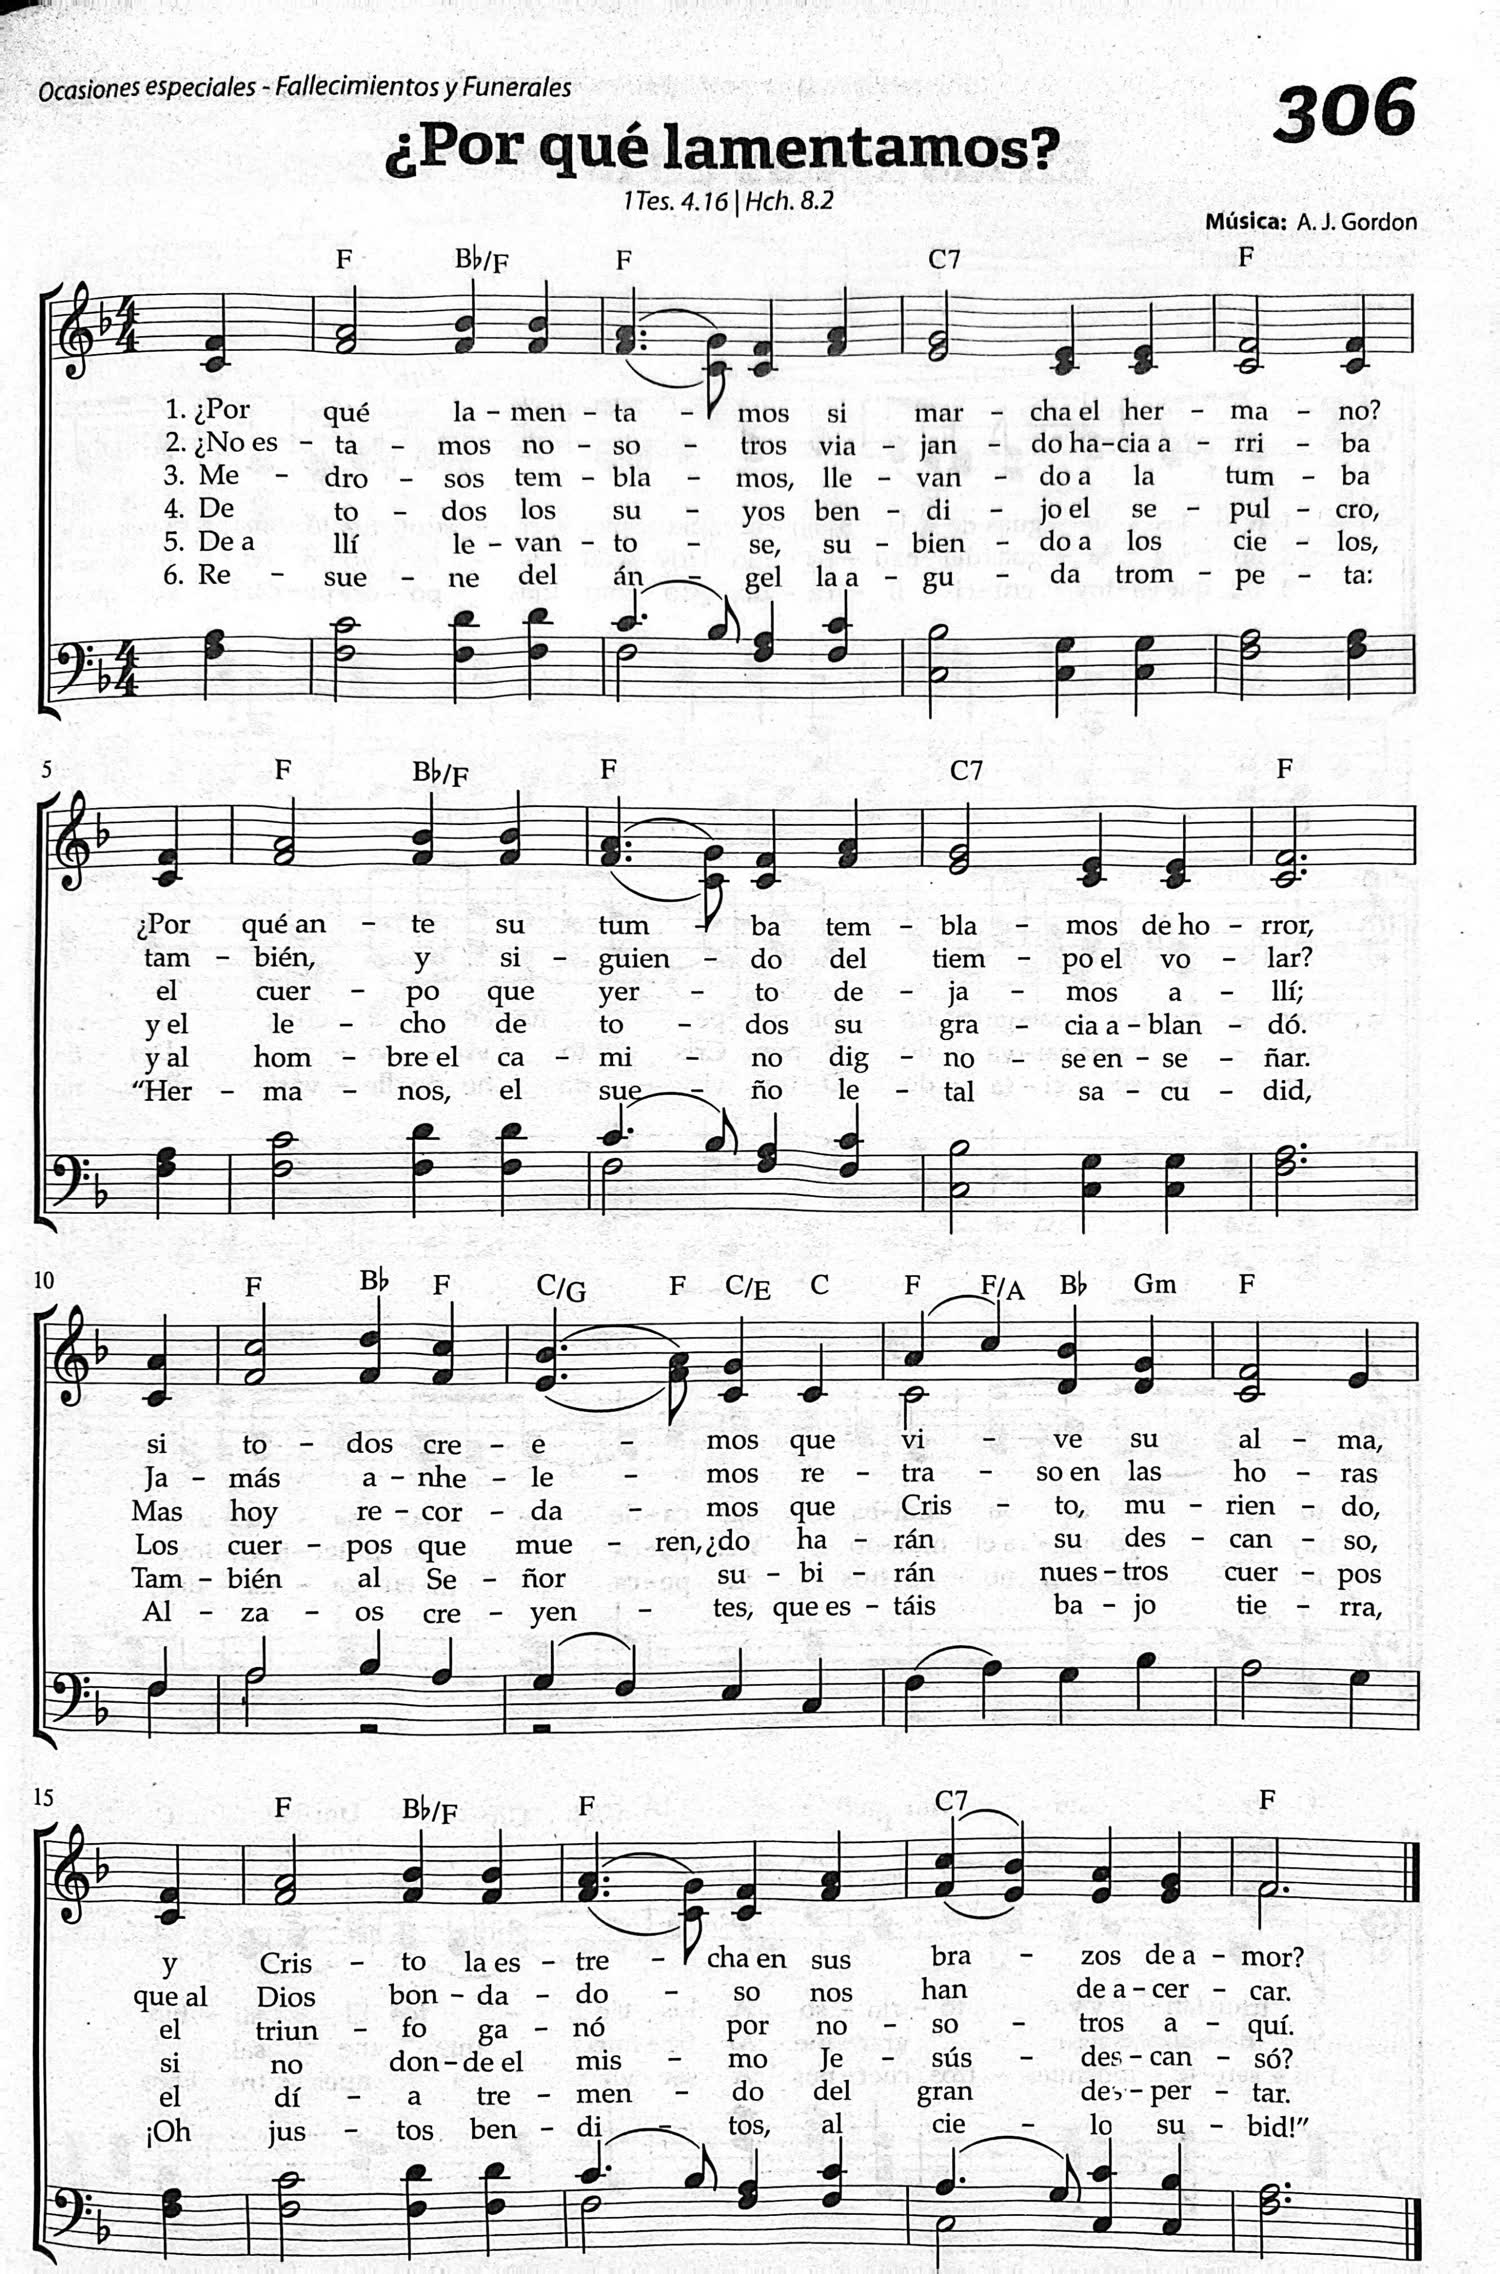 Ocasiones especiales - Fallecimientos y Funerales
306
¿Por qué lamentamos?
1Tes. 4.16 | Hch. 8.2
Música: A. J. Gordon
F B♭/F F C7 F
1. ¿Por qué la – men – ta – mos si mar – cha el her – ma – no?
2. ¿No es – ta – mos no – so – tros via – jan – do ha–cia a – rri – ba
3. Me – dro – sos tem – bla – mos, lle – van – do a la tum – ba
4. De to – dos los su – yos ben – di – jo el se – pul – cro,
5. De a llí le – van – to – se, su – bien – do a los cie – los,
6. Re – sue – ne del án – gel la a – gu – da trom – pe – ta:
5
F B♭/F F C7 F
¿Por qué an – te su tum – ba tem – bla – mos de ho – rror,
tam – bién, y si – guien – do del tiem – po el vo – lar?
el cuer – po que yer – to de – ja – mos a – llí;
y el le – cho de to – dos su gra – cia a – blan – dó.
y al hom – bre el ca – mi – no dig – no – se en – se – ñar.
“Her – ma – nos, el sue – ño le – tal sa – cu – did,
10
F B♭ F C/G F C/E C F F/A B♭ Gm F
si to – dos cre – e – mos que vi – ve su al – ma,
Ja – más a – nhe – le – mos re – tra – so en las ho – ras
Mas hoy re – cor – da – mos que Cris – to, mu – rien – do,
Los cuer – pos que mue – ren, ¿do ha – rán su des – can – so,
Tam – bién al Se – ñor su – bi – rán nues – tros cuer – pos
Al – za – os cre – yen – tes, que es – táis ba – jo tie – rra,
15
F B♭/F F C7 F
y Cris – to la es – tre – cha en sus bra – zos de a – mor?
que al Dios bon – da – do – so nos han de a – cer – car.
el triun – fo ga – nó por no – so – tros a – quí.
si no don – de el mis – mo Je – sús – des – can – só?
el dí – a tre – men – do del gran des – per – tar.
¡Oh jus – tos ben – di – tos, al cie – lo su – bid!”